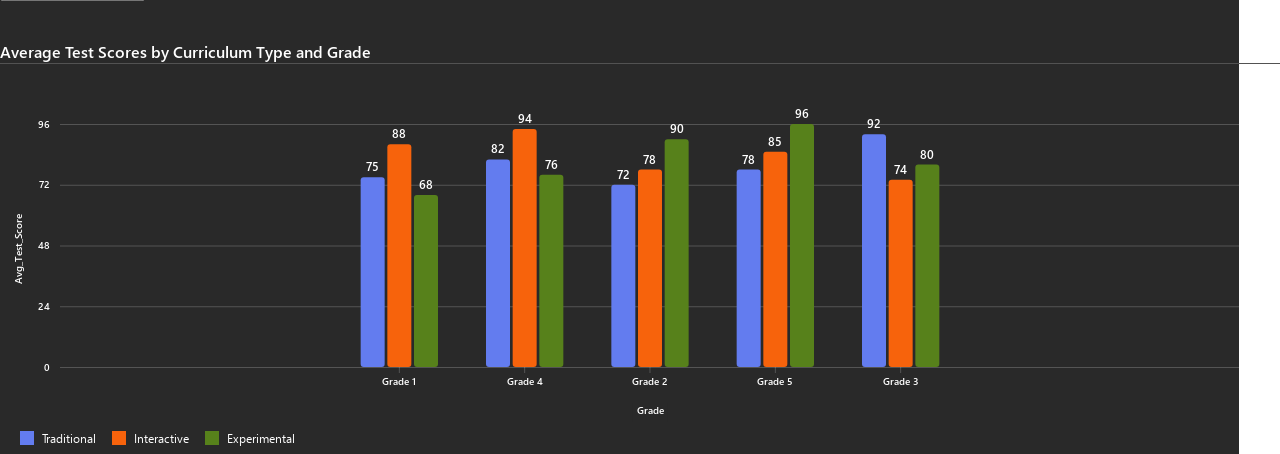 Average Test Scores by Curriculum Type and Grade
96
72
48
24
0
Avg_Test_Score
75
88
68
82
94
76
72
78
90
78
85
96
92
74
80
Grade 1
Grade 4
Grade 2
Grade 5
Grade 3
Grade
Traditional
Interactive
Experimental